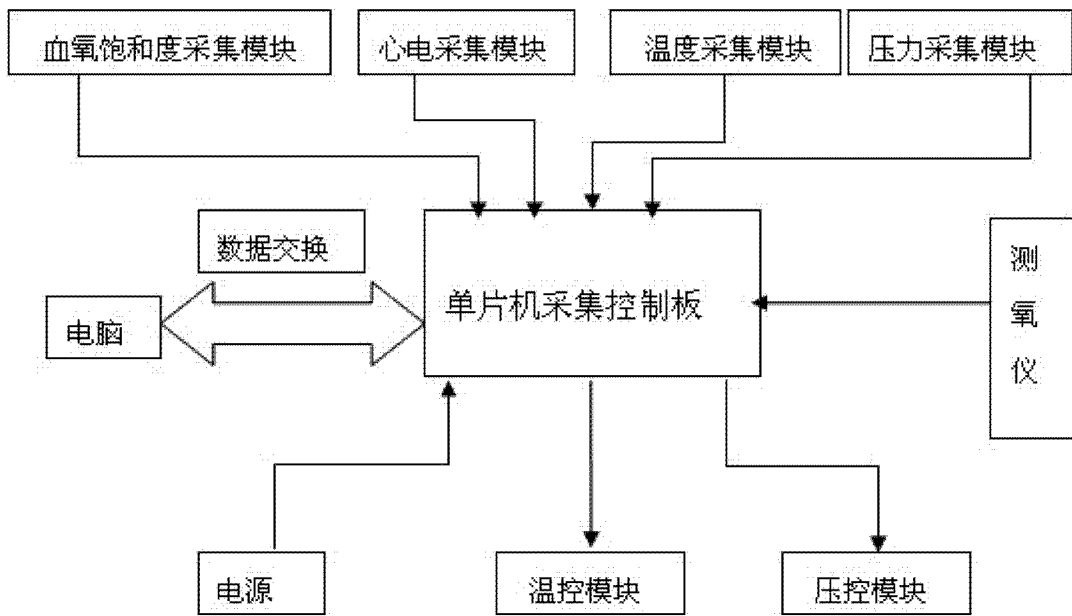 血氧饱和度采集模块
心电采集模块
温度采集模块
压力采集模块
数据交换
电脑
单片机采集控制板
测氧仪
电源
温控模块
压控模块